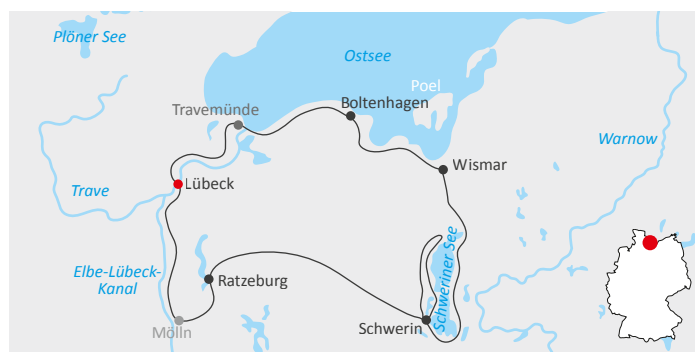 Plöner See
Ostsee
Poel
Travemünde
Boltenhagen
Warnow
Wismar
Trave
Lübeck
Schweriner See
Elbe-Lübeck-
Kanal
Ratzeburg
Mölln
Schwerin